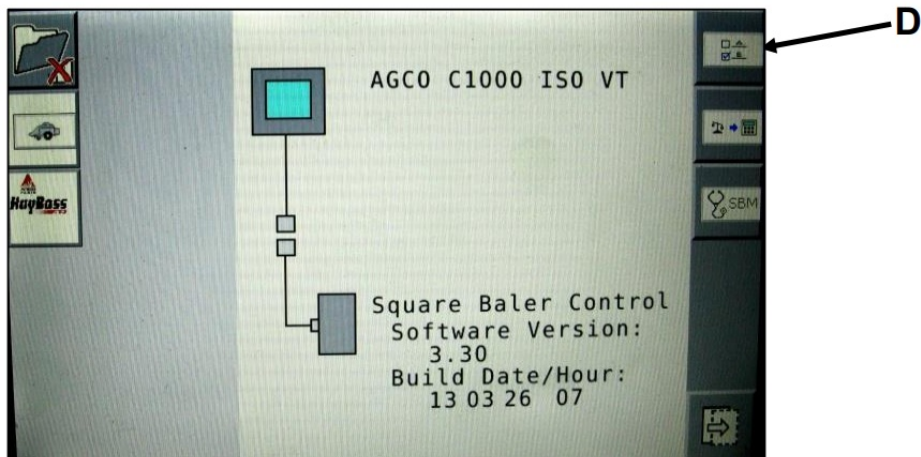 D
AGCO C1000 ISO VT
HayBoss
SBM
Square Baler Control
Software Version:
3.30
Build Date/Hour:
13 03 26 07